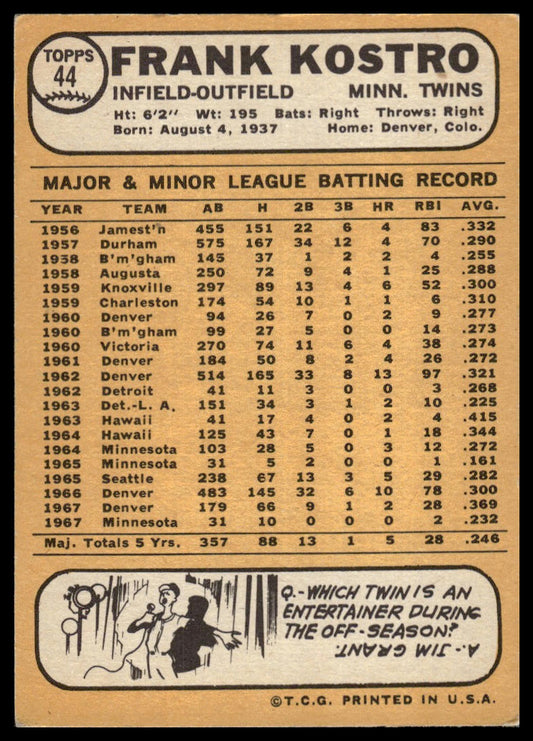 TOPPS
44
FRANK KOSTRO
INFIELD-OUTFIELD MINN. TWINS
Ht: 6'2" Wt: 195 Bats: Right Throws: Right
Born: August 4, 1937 Home: Denver, Colo.
MAJOR & MINOR LEAGUE BATTING RECORD
YEAR TEAM AB H 2B 3B HR RBI AVG.
1956 Jamest'n 455 151 22 6 4 83 .332
1957 Durham 575 167 34 12 4 70 .290
1958 B'm'gham 145 37 1 2 2 4 .255
1958 Augusta 250 72 9 4 1 25 .288
1959 Knoxville 297 89 13 4 6 52 .300
1959 Charleston 174 54 10 1 1 6 .310
1960 Denver 94 26 7 0 2 9 .277
1960 B'm'gham 99 27 5 0 0 14 .273
1960 Victoria 270 74 11 6 4 38 .274
1961 Denver 184 50 8 2 4 26 .272
1962 Denver 514 165 33 8 13 97 .321
1962 Detroit 41 11 3 0 0 3 .268
1963 Det.-L. A. 151 34 3 1 2 10 .225
1963 Hawaii 41 17 4 0 2 4 .415
1964 Hawaii 125 43 7 0 1 18 .344
1964 Minnesota 103 28 5 0 3 12 .272
1965 Minnesota 31 5 2 0 0 1 .161
1965 Seattle 238 67 13 3 5 29 .282
1966 Denver 483 145 32 6 10 78 .300
1967 Denver 179 66 9 1 2 28 .369
1967 Minnesota 31 10 0 0 0 2 .232
Maj. Totals 5 Yrs. 357 88 13 1 5 28 .246
Q.-WHICH TWIN IS AN
ENTERTAINER DURING
THE OFF-SEASON?
A.-JIM GRANT.
©T.C.G. PRINTED IN U.S.A.